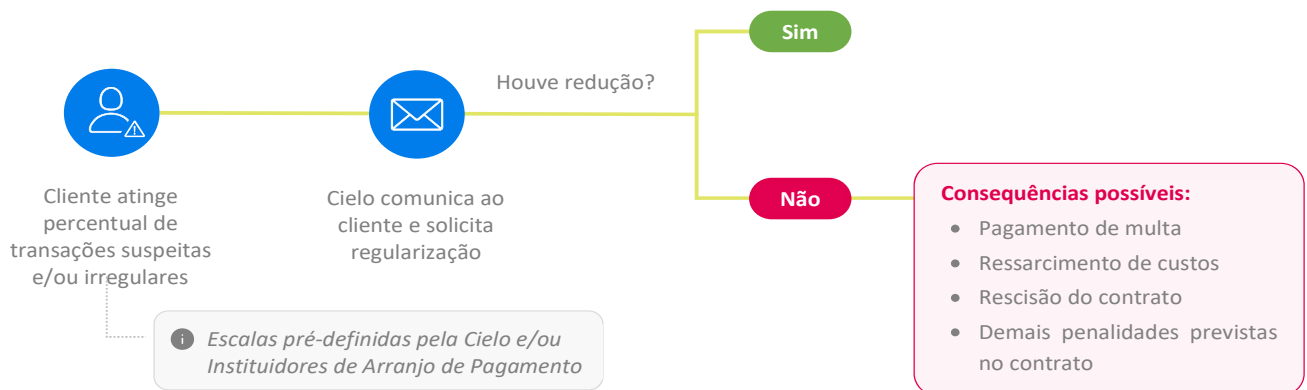 Cliente atinge
percentual de
transações suspeitas
e/ou irregulares
Escalas pré-definidas pela Cielo e/ou
Instituidores de Arranjo de Pagamento
Cielo comunica ao
cliente e solicita
regularização
Houve redução?
Sim
Não
Consequências possíveis:
• Pagamento de multa
• Ressarcimento de custos
• Rescisão do contrato
• Demais penalidades previstas
no contrato